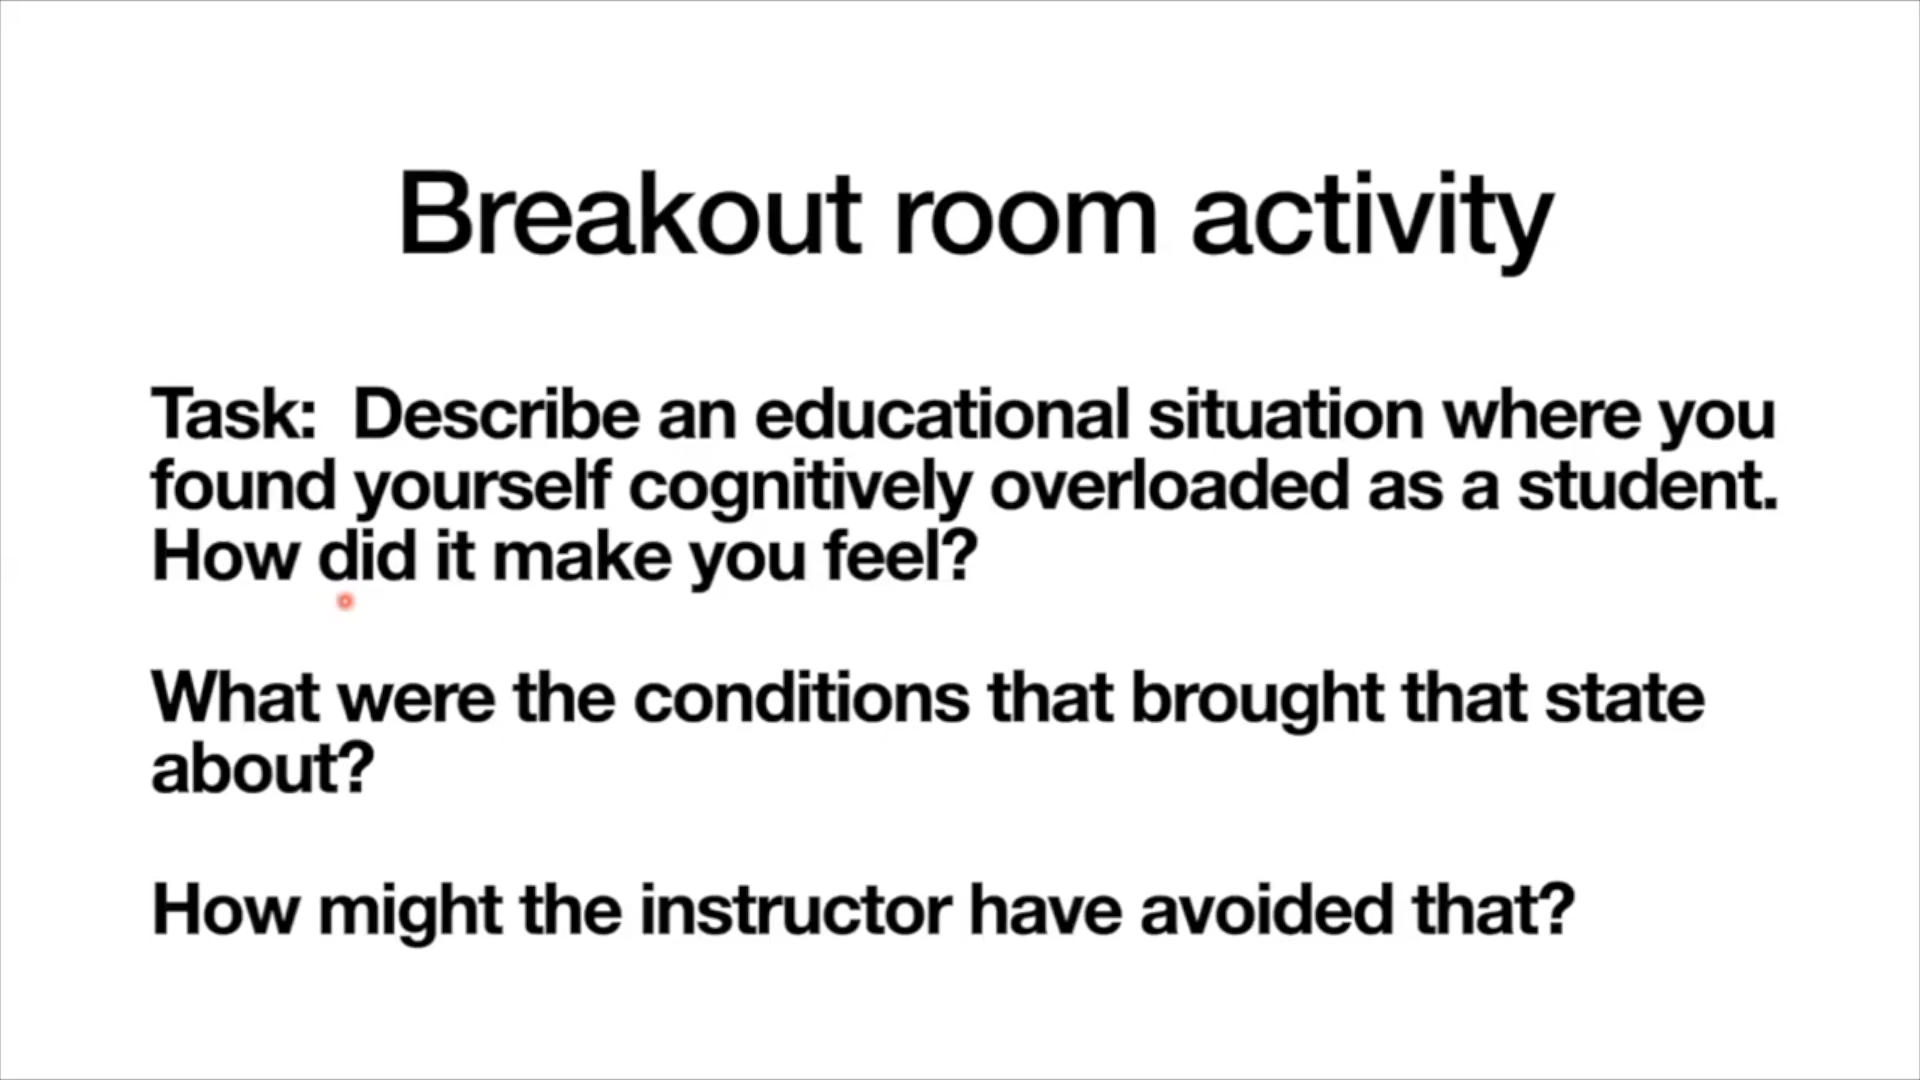 Breakout room activity
Task:  Describe an educational situation where you
found yourself cognitively overloaded as a student.
How did it make you feel?
What were the conditions that brought that state
about?
How might the instructor have avoided that?